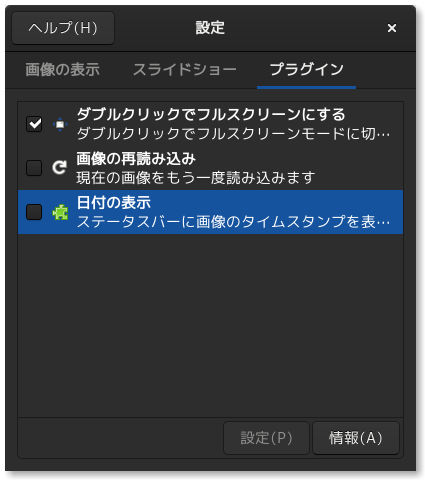 ヘルプ(H)
設定
画像の表示
スライドショー
プラグイン
ダブルクリックでフルスクリーンにする
ダブルクリックでフルスクリーンモードに切…
画像の再読み込み
現在の画像をもう一度読み込みます
日付の表示
ステータスバーに画像のタイムスタンプを表…
設定(P)
情報(A)